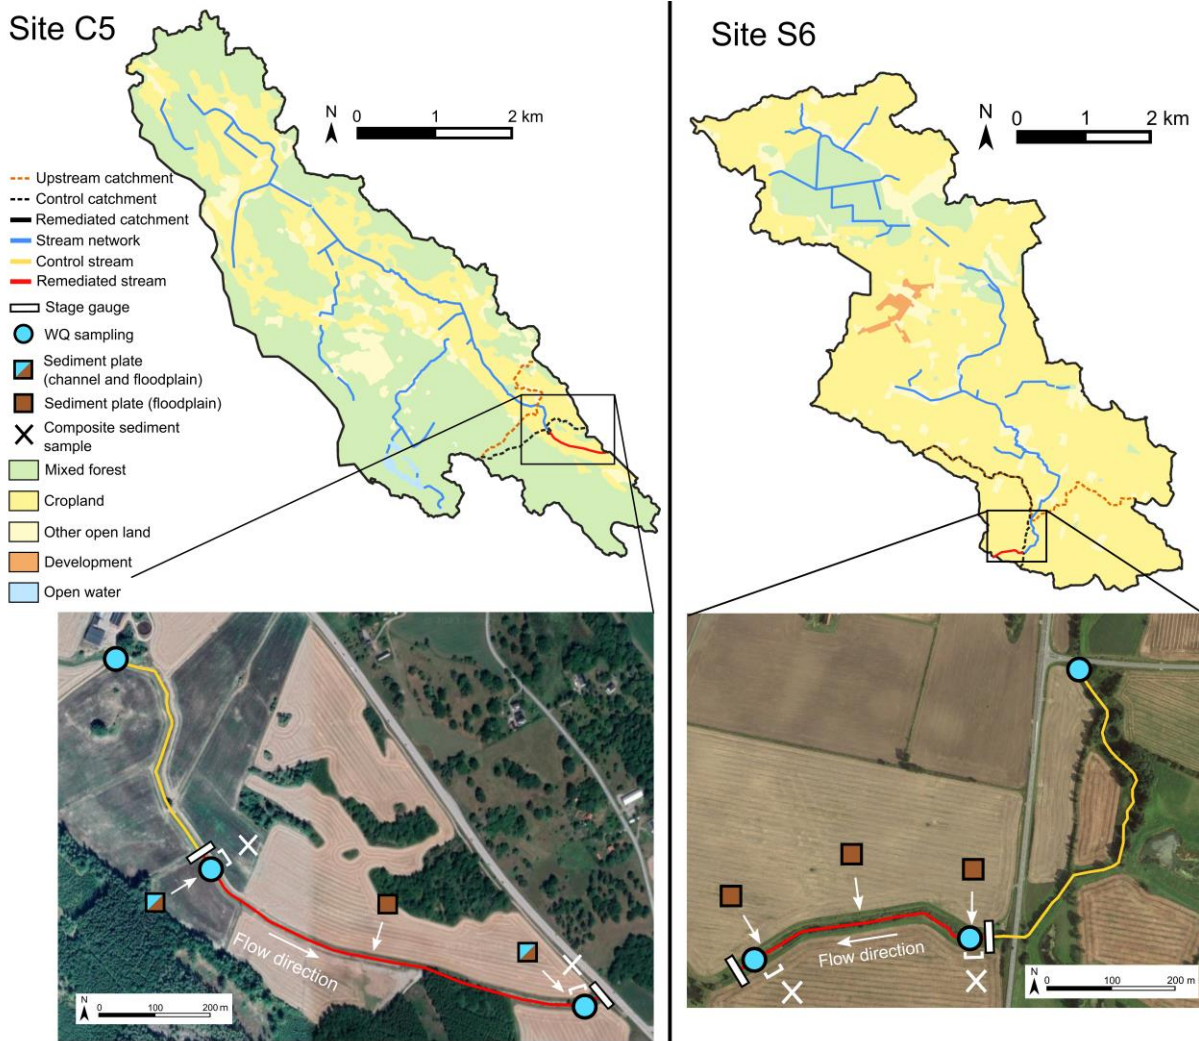 Site C5
N
0 1 2 km
Upstream catchment
Control catchment
Remediated catchment
Stream network
Control stream
Remediated stream
Stage gauge
WQ sampling
Sediment plate
(channel and floodplain)
Sediment plate (floodplain)
Composite sediment
sample
Mixed forest
Cropland
Other open land
Development
Open water
Flow direction
N
0 100 200 m
Site S6
N
0 1 2 km
Flow direction
N
0 100 200 m